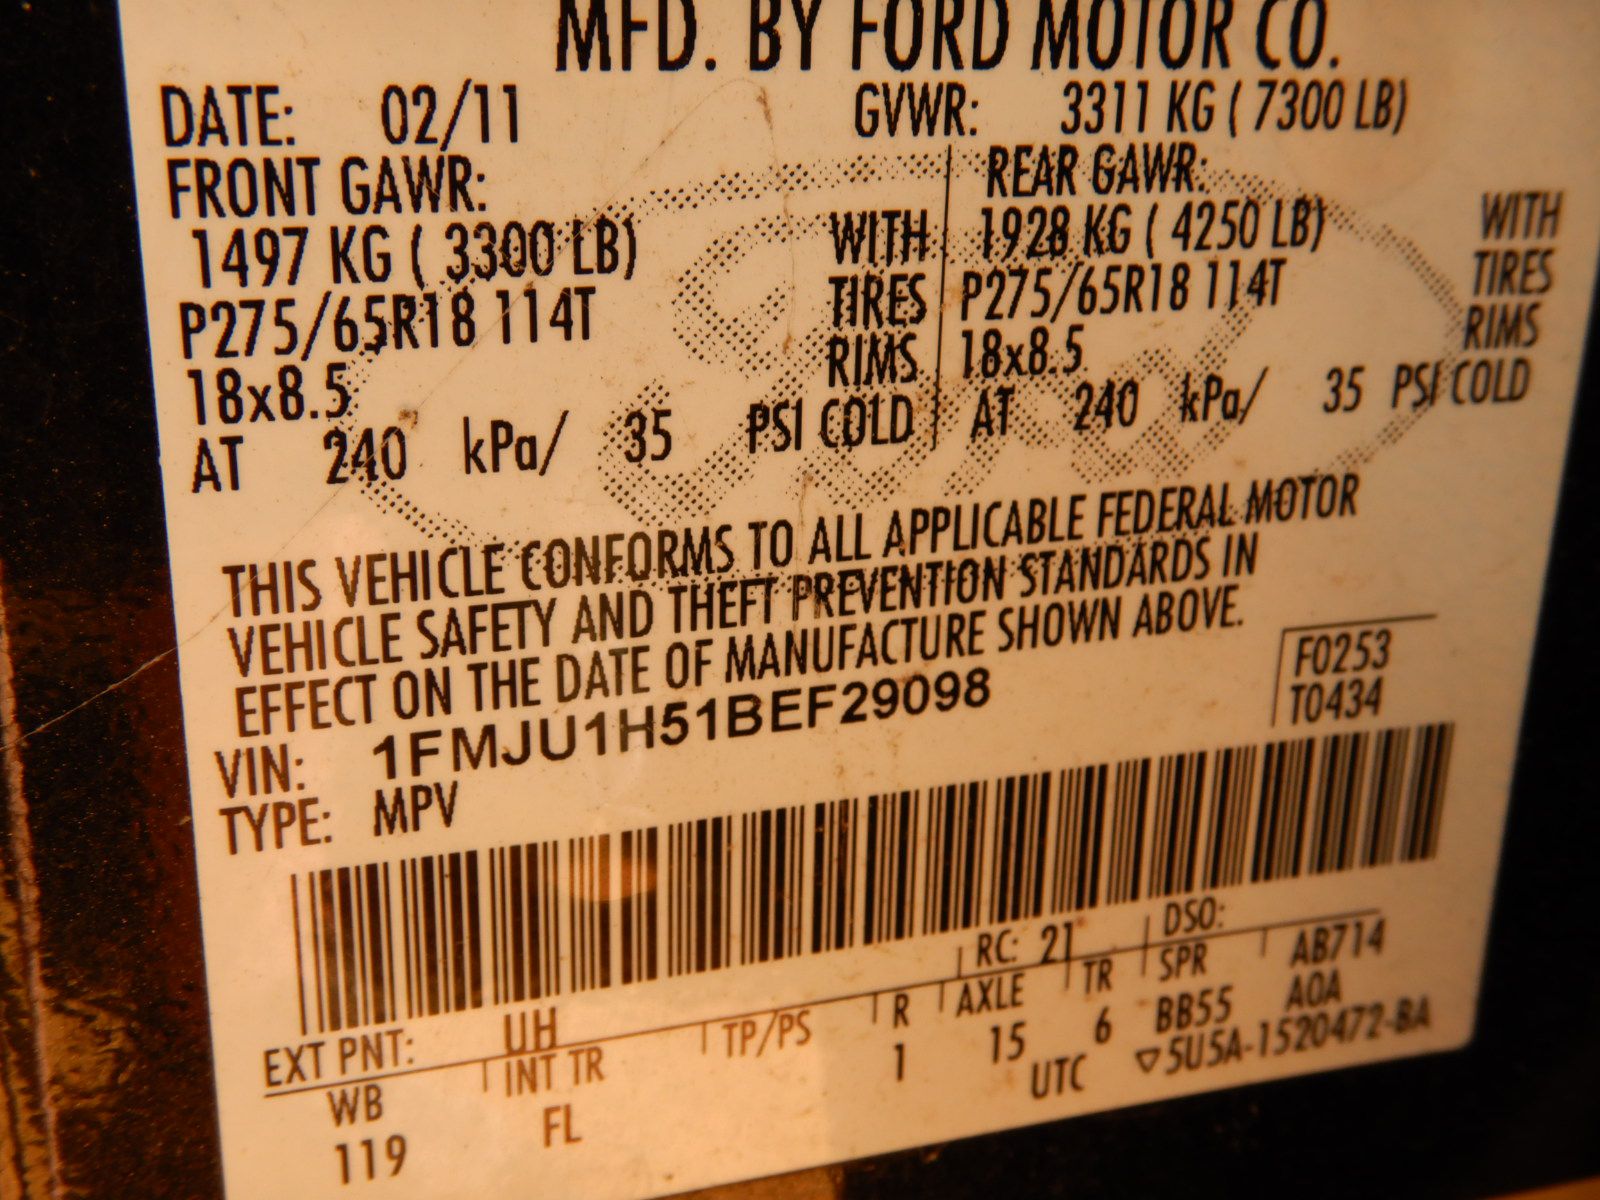 MFD. BY FORD MOTOR CO.
DATE: 02/11 GVWR: 3311 KG ( 7300 LB)
FRONT GAWR: REAR GAWR:
1497 KG ( 3300 LB) WITH 1928 KG ( 4250 LB) WITH
P275/65R18 114T TIRES P275/65R18 114T TIRES
18x8.5 RIMS 18x8.5 RIMS
AT 240 kPa/ 35 PSI COLD AT 240 kPa/ 35 PSI COLD
THIS VEHICLE CONFORMS TO ALL APPLICABLE FEDERAL MOTOR
VEHICLE SAFETY AND THEFT PREVENTION STANDARDS IN
EFFECT ON THE DATE OF MANUFACTURE SHOWN ABOVE.
F0253
T0434
VIN: 1FMJU1H51BEF29098
TYPE: MPV
EXT PNT: UH RC: 21 DSO:
WB INT TR TP/PS R AXLE TR SPR AB714
119 FL 1 15 6 BB55 A0A
UTC ▽5U5A-1520472-BA
Ford